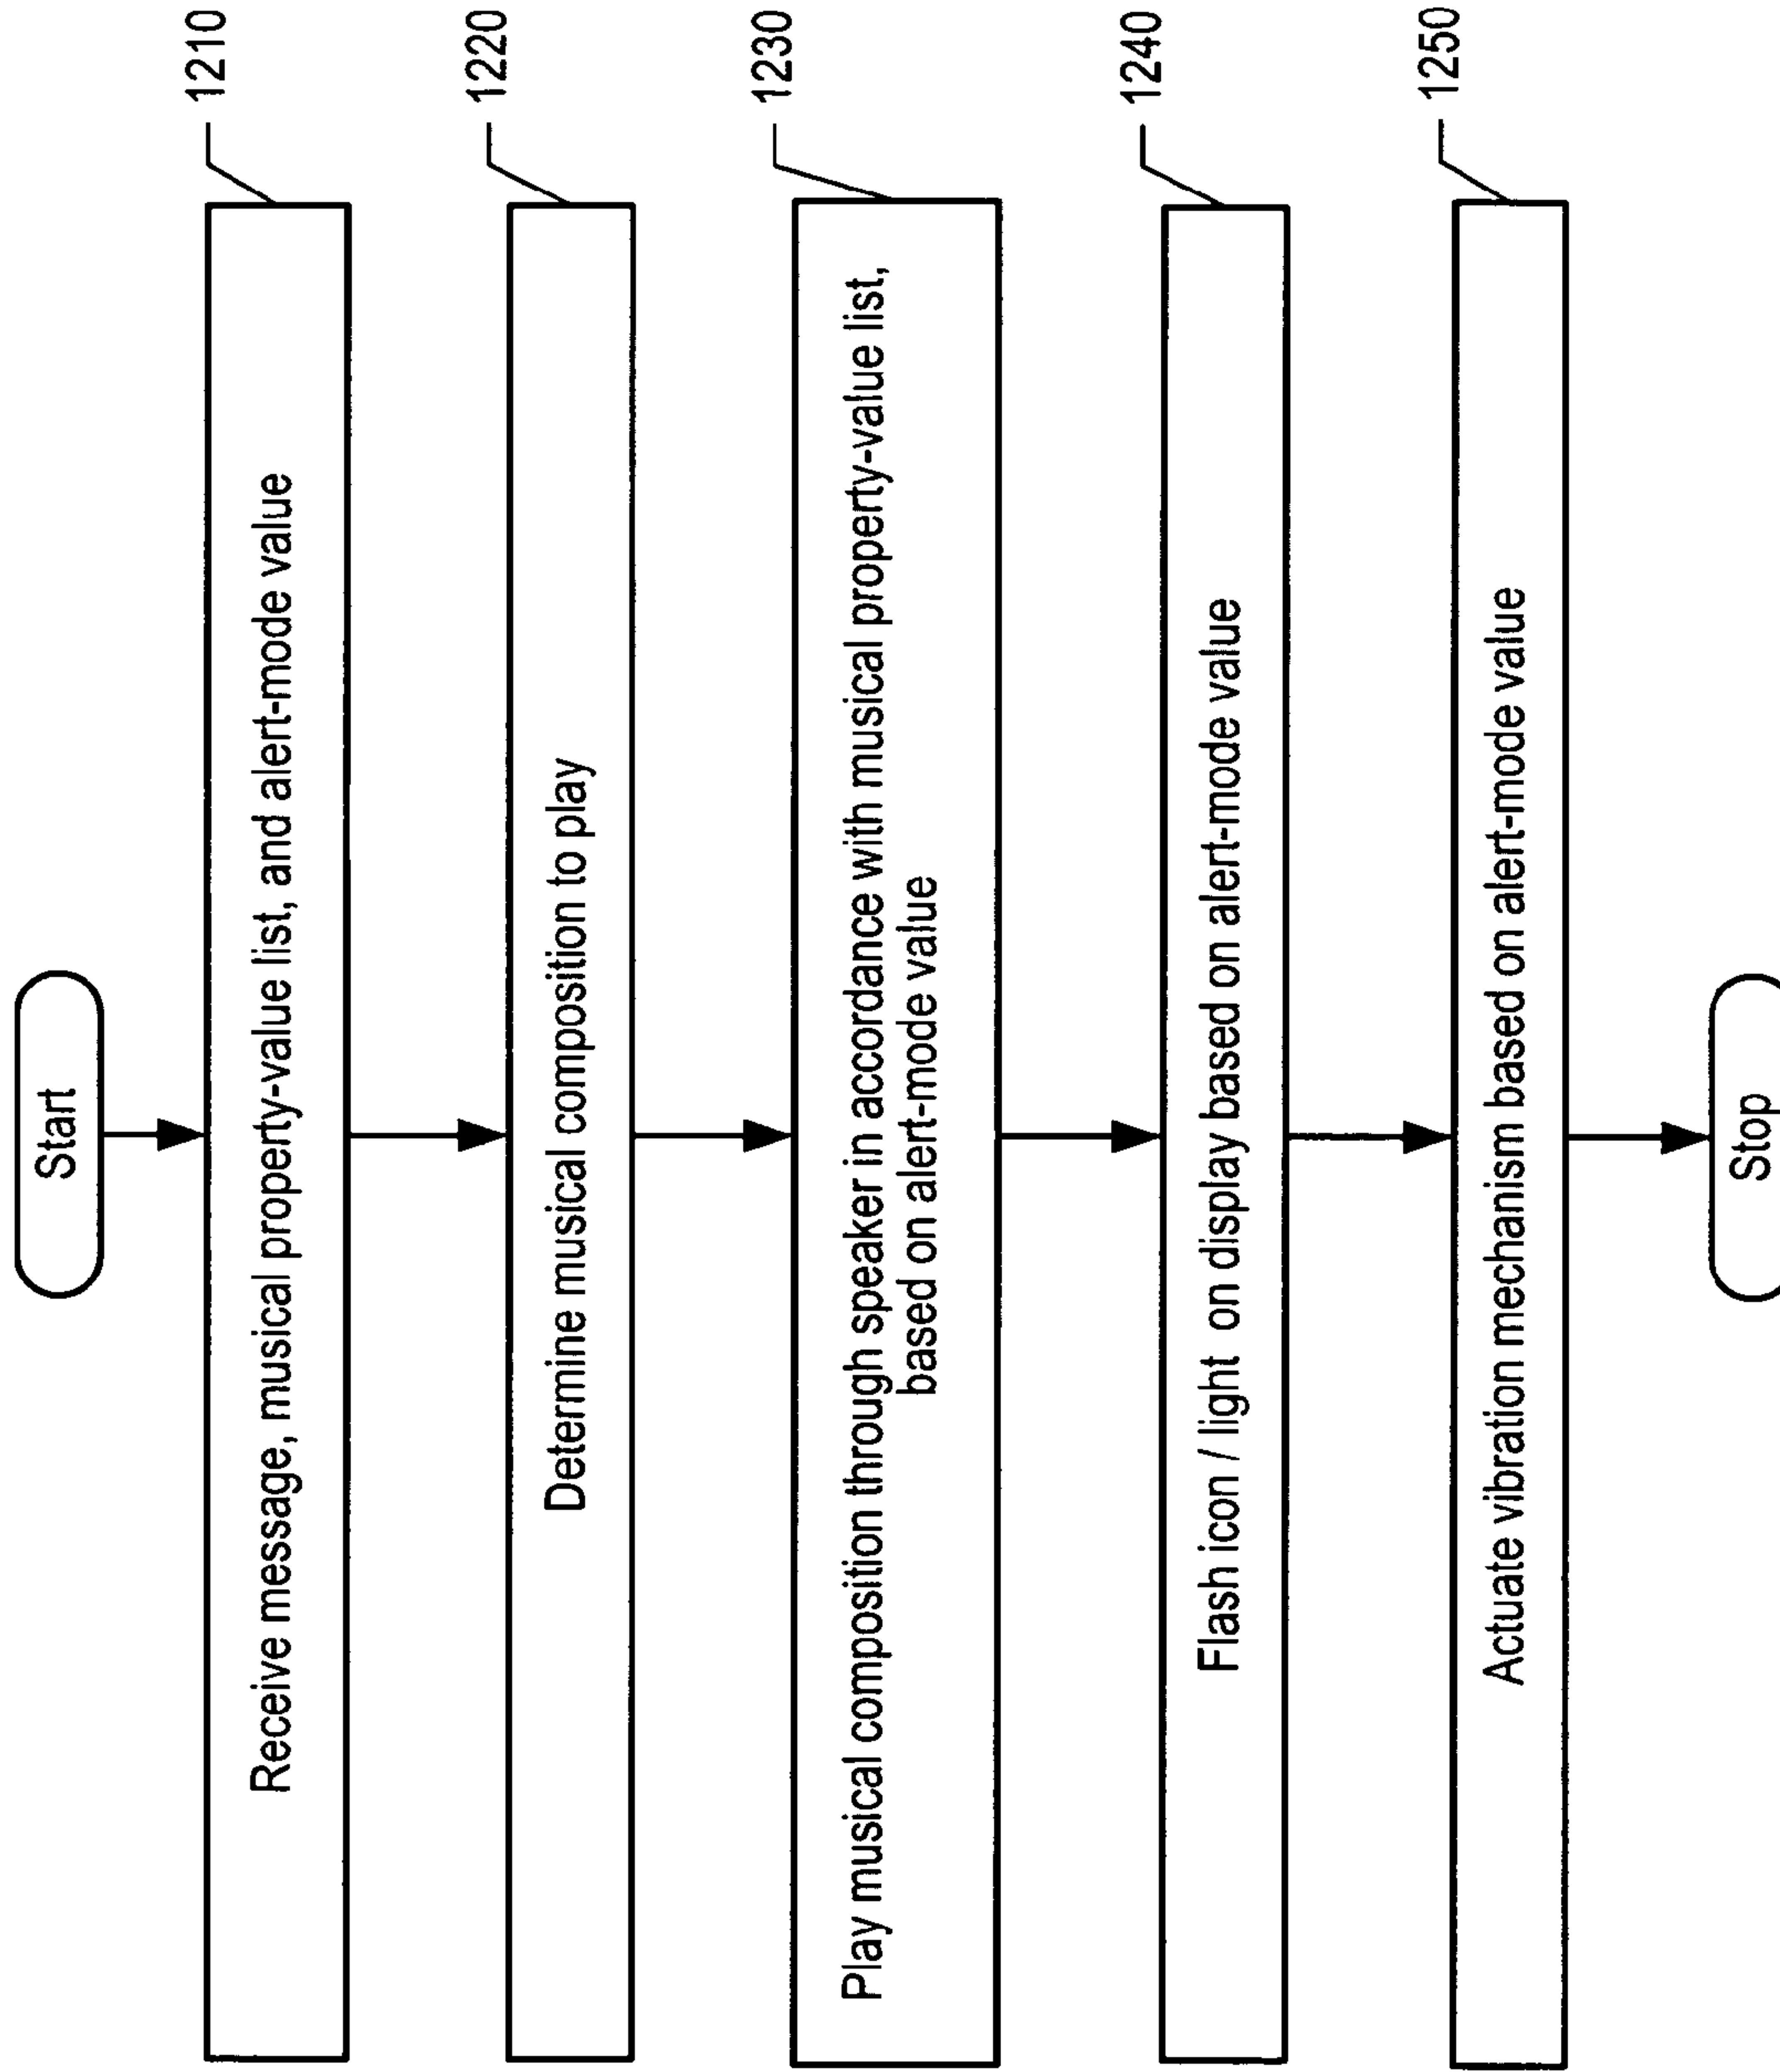 Start
1210
Receive message, musical property-value list, and alert-mode value
1220
Determine musical composition to play
1230
Play musical composition through speaker in accordance with musical property-value list,
based on alert-mode value
1240
Flash icon / light on display based on alert-mode value
1250
Actuate vibration mechanism based on alert-mode value
Stop